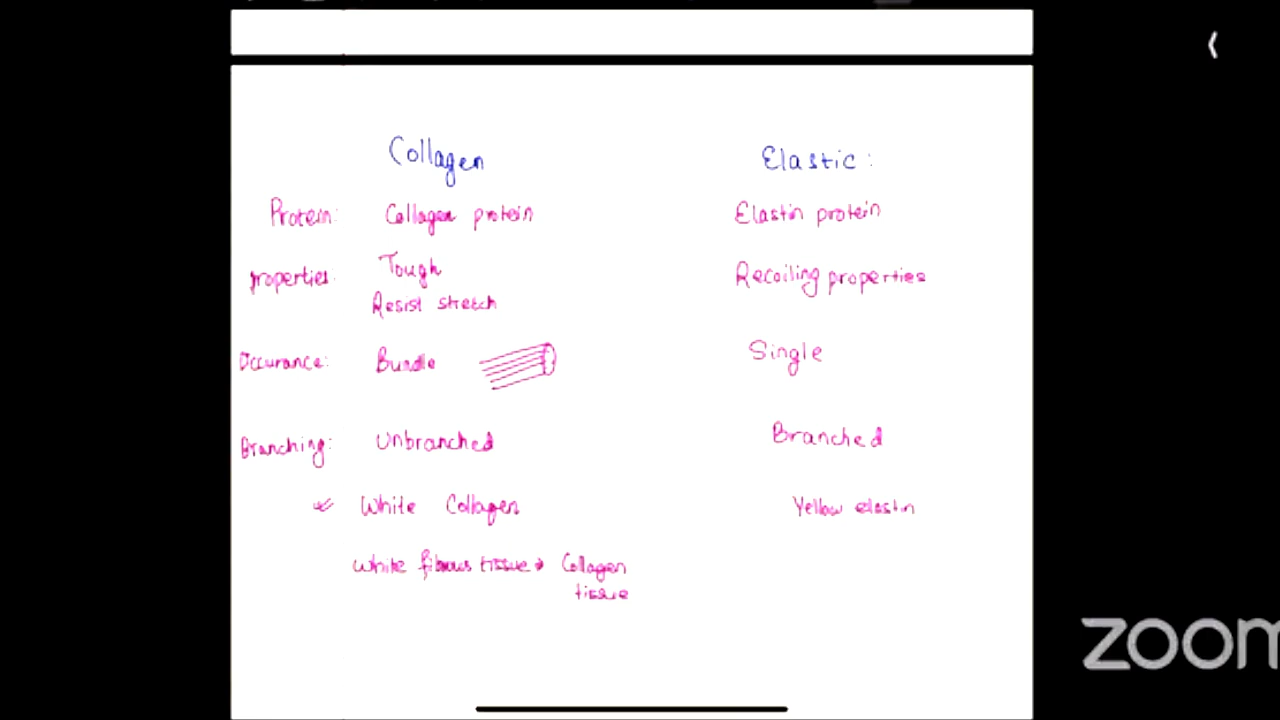 Collagen Elastic:
Protein: Collagen protein Elastin protein
Properties: Tough Recoiling properties
Resist stretch
Occurance: Bundle Single
Branching: Unbranched Branched
White Collagen Yellow elastin
White fibrous tissue → Collagen
tissue
zoom